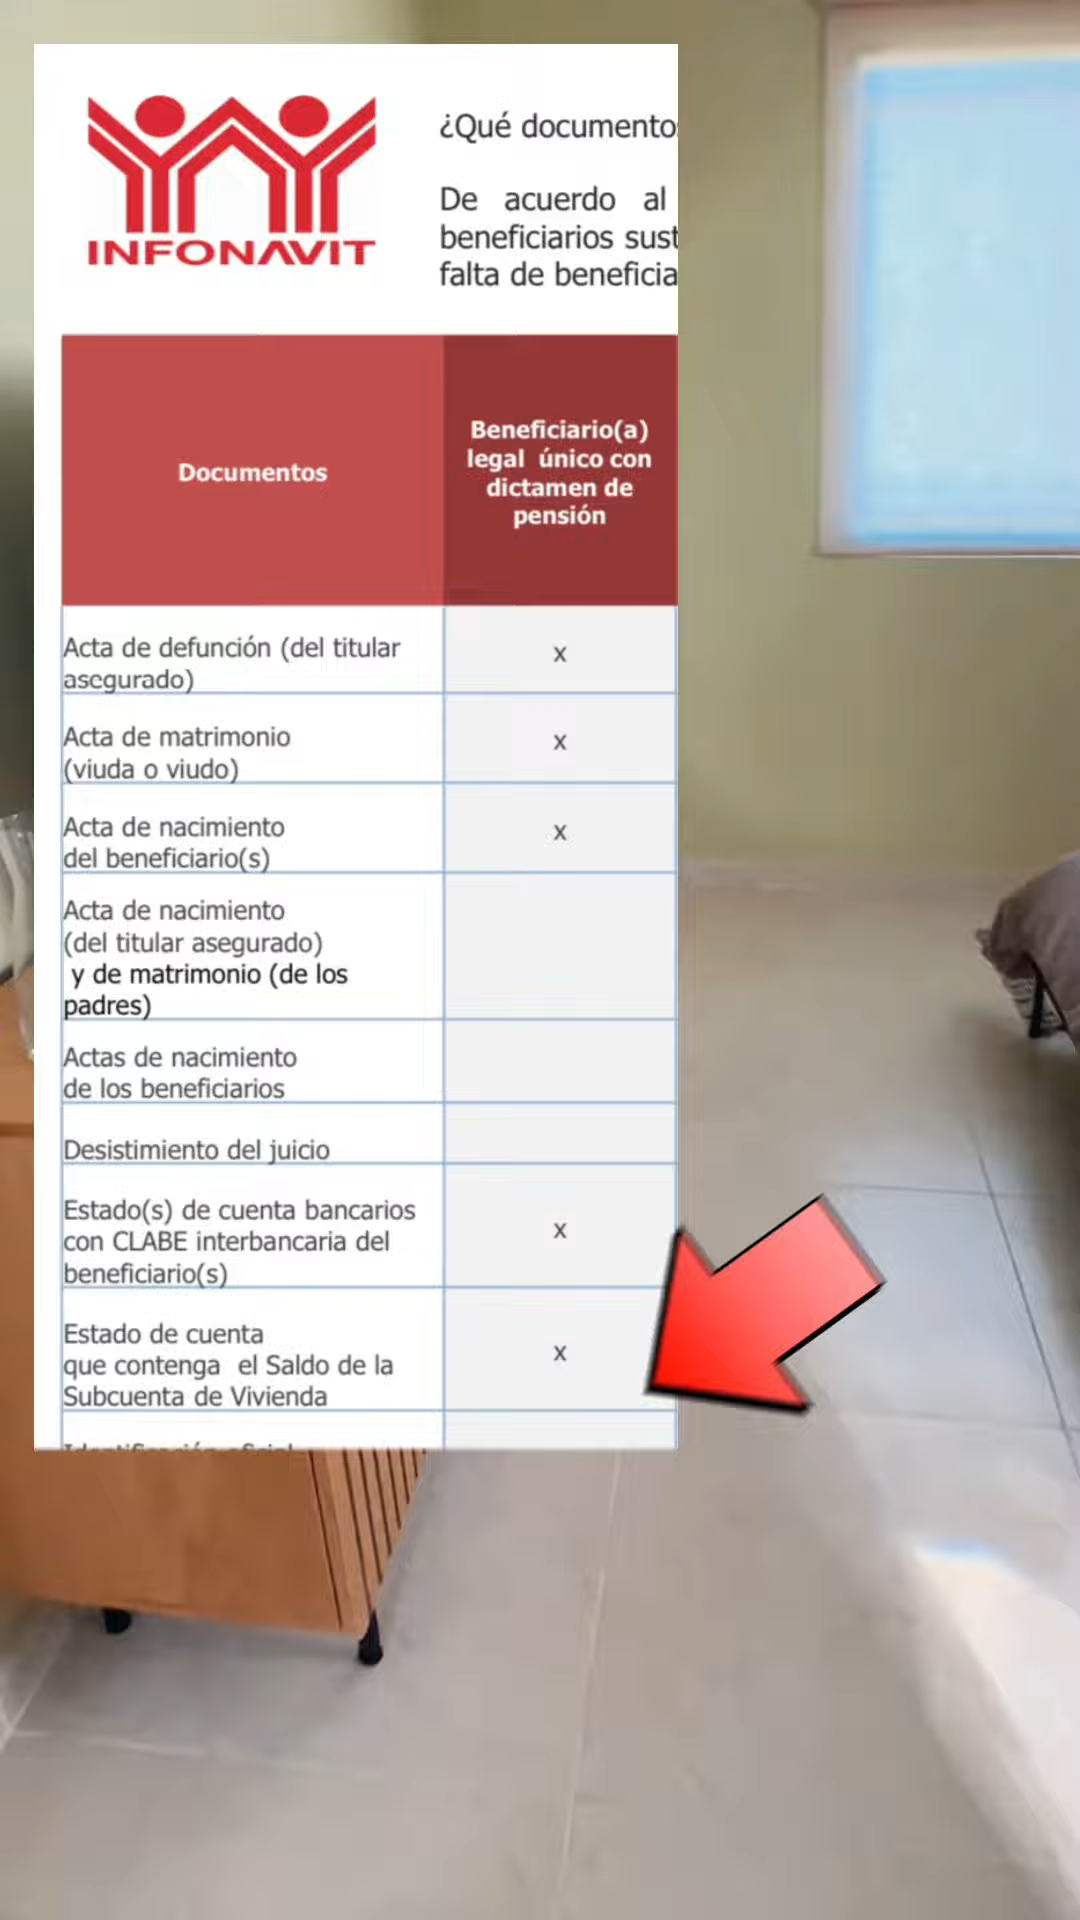 INFONAVIT
¿Qué documento
De acuerdo al
beneficiarios sust
falta de beneficia
Documentos
Beneficiario(a)
legal único con
dictamen de
pensión
Acta de defunción (del titular
asegurado)
x
Acta de matrimonio
(viuda o viudo)
x
Acta de nacimiento
del beneficiario(s)
x
Acta de nacimiento
(del titular asegurado)
y de matrimonio (de los
padres)
Actas de nacimiento
de los beneficiarios
Desistimiento del juicio
Estado(s) de cuenta bancarios
con CLABE interbancaria del
beneficiario(s)
x
Estado de cuenta
que contenga el Saldo de la
Subcuenta de Vivienda
x